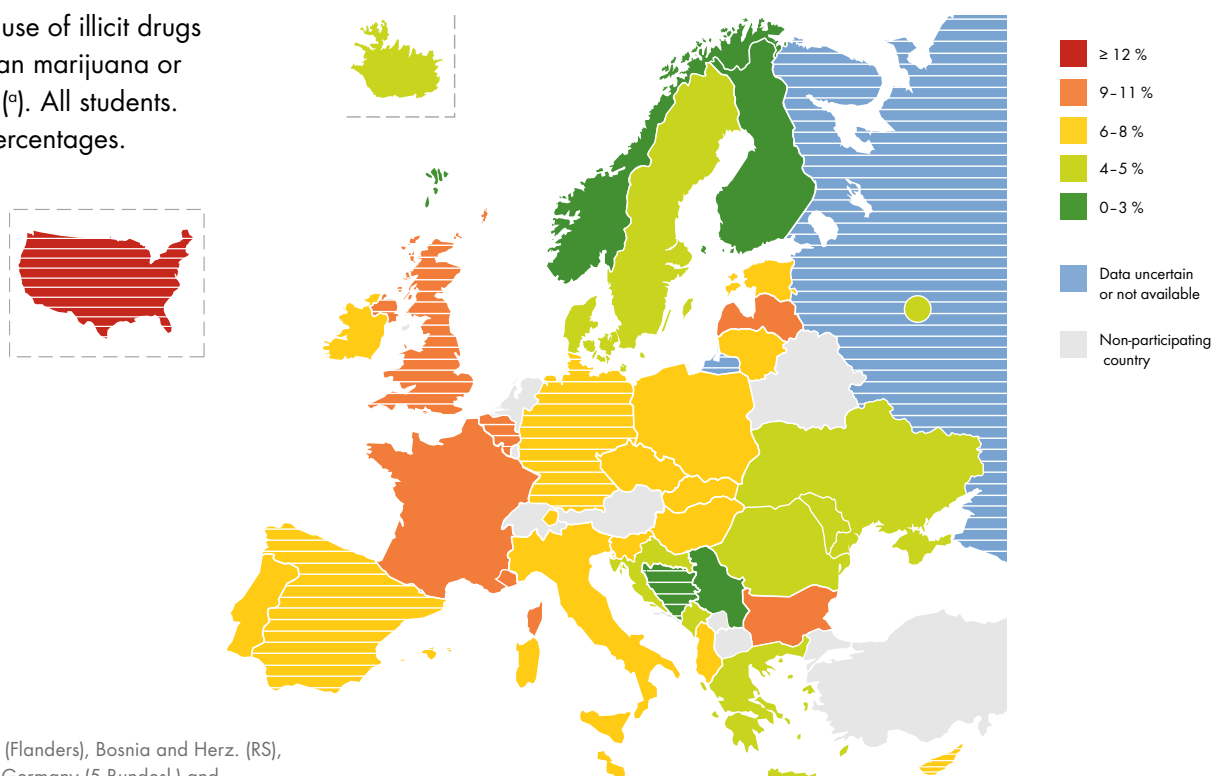 use of illicit drugs
an marijuana or
(ᵃ). All students.
ercentages.
≥ 12 %
9–11 %
6–8 %
4–5 %
0–3 %
Data uncertain
or not available
Non-participating
country
(Flanders), Bosnia and Herz. (RS),